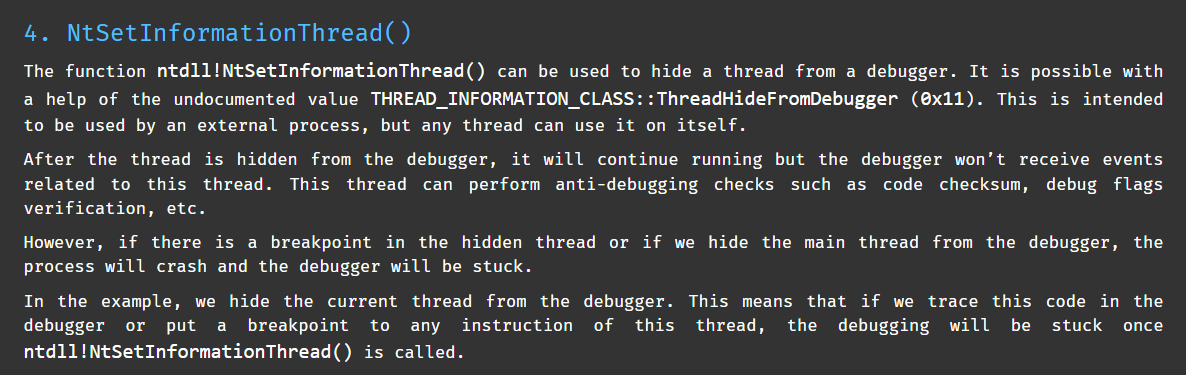 4. NtSetInformationThread()
The function ntdll!NtSetInformationThread() can be used to hide a thread from a debugger. It is possible with
a help of the undocumented value THREAD_INFORMATION_CLASS::ThreadHideFromDebugger (0x11). This is intended
to be used by an external process, but any thread can use it on itself.
After the thread is hidden from the debugger, it will continue running but the debugger won’t receive events
related to this thread. This thread can perform anti-debugging checks such as code checksum, debug flags
verification, etc.
However, if there is a breakpoint in the hidden thread or if we hide the main thread from the debugger, the
process will crash and the debugger will be stuck.
In the example, we hide the current thread from the debugger. This means that if we trace this code in the
debugger or put a breakpoint to any instruction of this thread, the debugging will be stuck once
ntdll!NtSetInformationThread() is called.